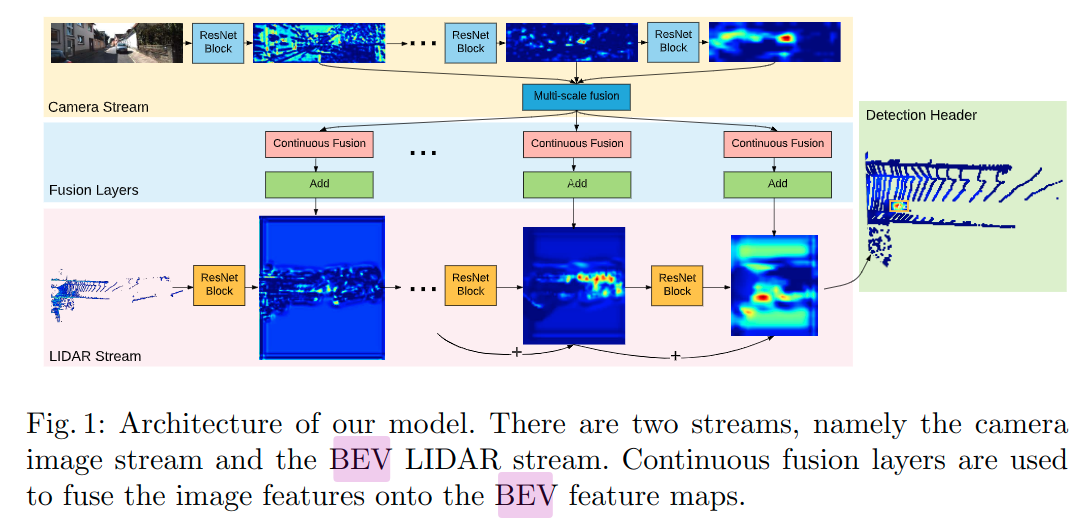 ResNet
Block
ResNet
Block
ResNet
Block
Camera Stream
Multi-scale fusion
Detection Header
Continuous Fusion
Continuous Fusion
Continuous Fusion
...
Add
Add
Add
Fusion Layers
ResNet
Block
ResNet
Block
ResNet
Block
...
+
+
LIDAR Stream
Fig. 1: Architecture of our model. There are two streams, namely the camera
image stream and the BEV LIDAR stream. Continuous fusion layers are used
to fuse the image features onto the BEV feature maps.